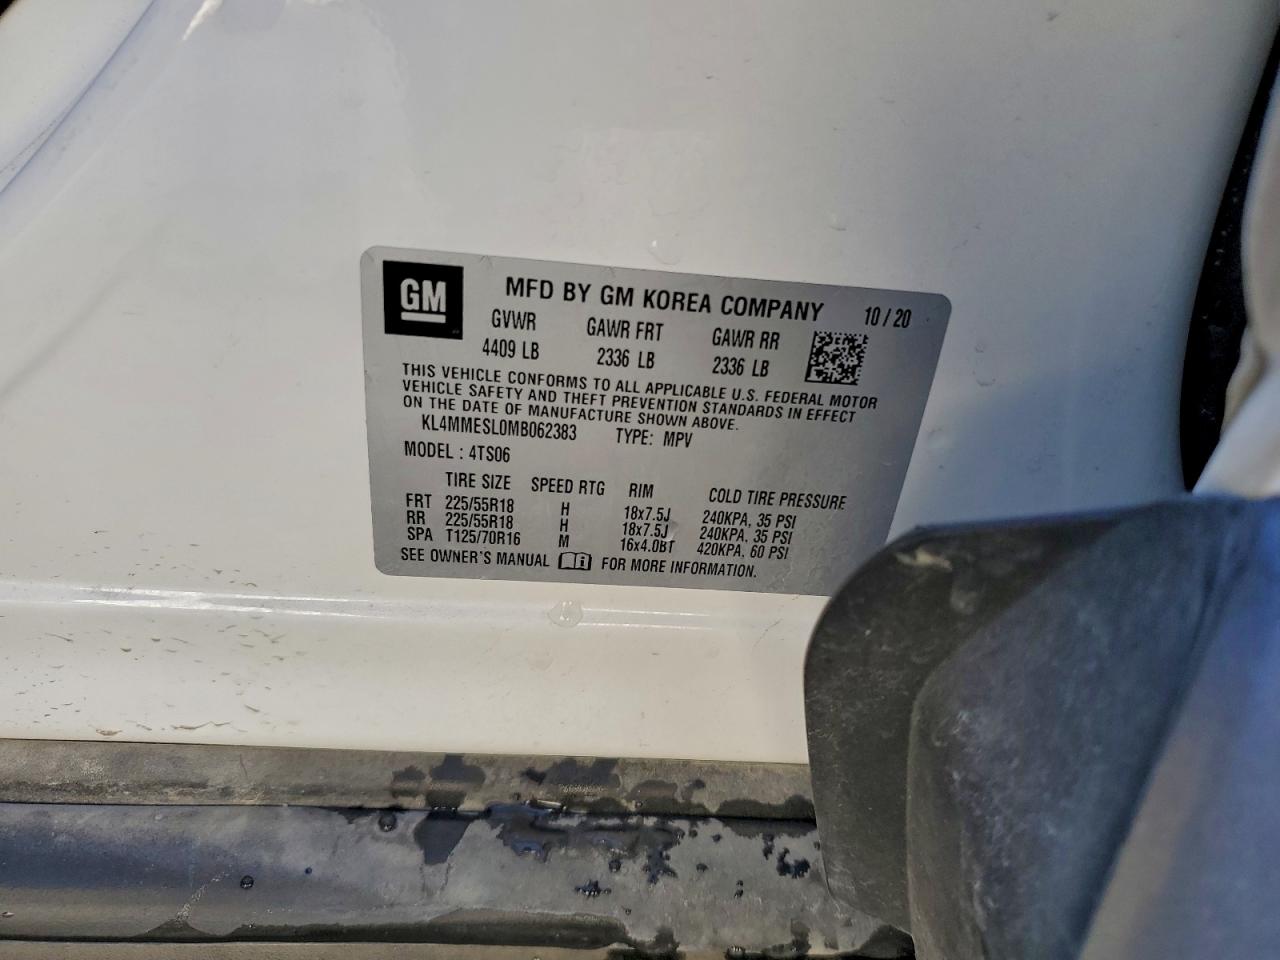 GM
MFD BY GM KOREA COMPANY 10 / 20
GVWR GAWR FRT GAWR RR
4409 LB 2336 LB 2336 LB
THIS VEHICLE CONFORMS TO ALL APPLICABLE U.S. FEDERAL MOTOR
VEHICLE SAFETY AND THEFT PREVENTION STANDARDS IN EFFECT
ON THE DATE OF MANUFACTURE SHOWN ABOVE.
KL4MMESL0MB062383 TYPE: MPV
MODEL : 4TS06
TIRE SIZE SPEED RTG RIM COLD TIRE PRESSURE
FRT 225/55R18 H 18x7.5J 240KPA, 35 PSI
RR 225/55R18 H 18x7.5J 240KPA, 35 PSI
SPA T125/70R16 M 16x4.0BT 420KPA, 60 PSI
SEE OWNER'S MANUAL FOR MORE INFORMATION.